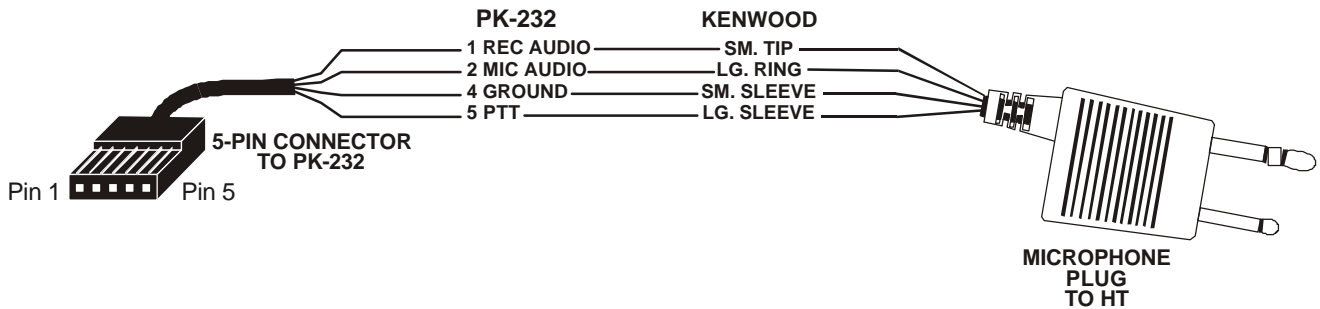 PK-232 KENWOOD
1 REC AUDIO SM. TIP
2 MIC AUDIO LG. RING
4 GROUND SM. SLEEVE
5 PTT LG. SLEEVE
5-PIN CONNECTOR
TO PK-232
Pin 1 Pin 5
MICROPHONE
PLUG
TO HT